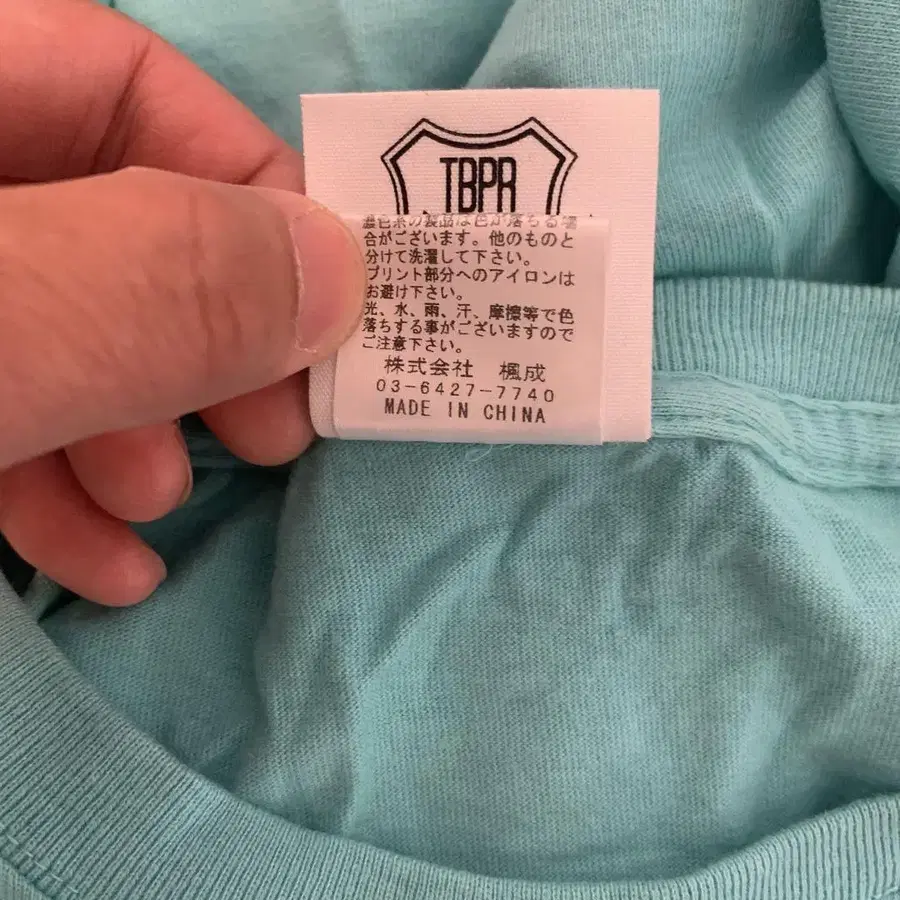 TBPR
濃色系の製品は色が落ちる場
合がございます。他のものと
分けて洗濯して下さい。
プリント部分へのアイロンは
お避け下さい。
光、水、雨、汗、摩擦等で色
落ちする事がございますので
ご注意下さい。
株式会社 楓成
03-6427-7740
MADE IN CHINA